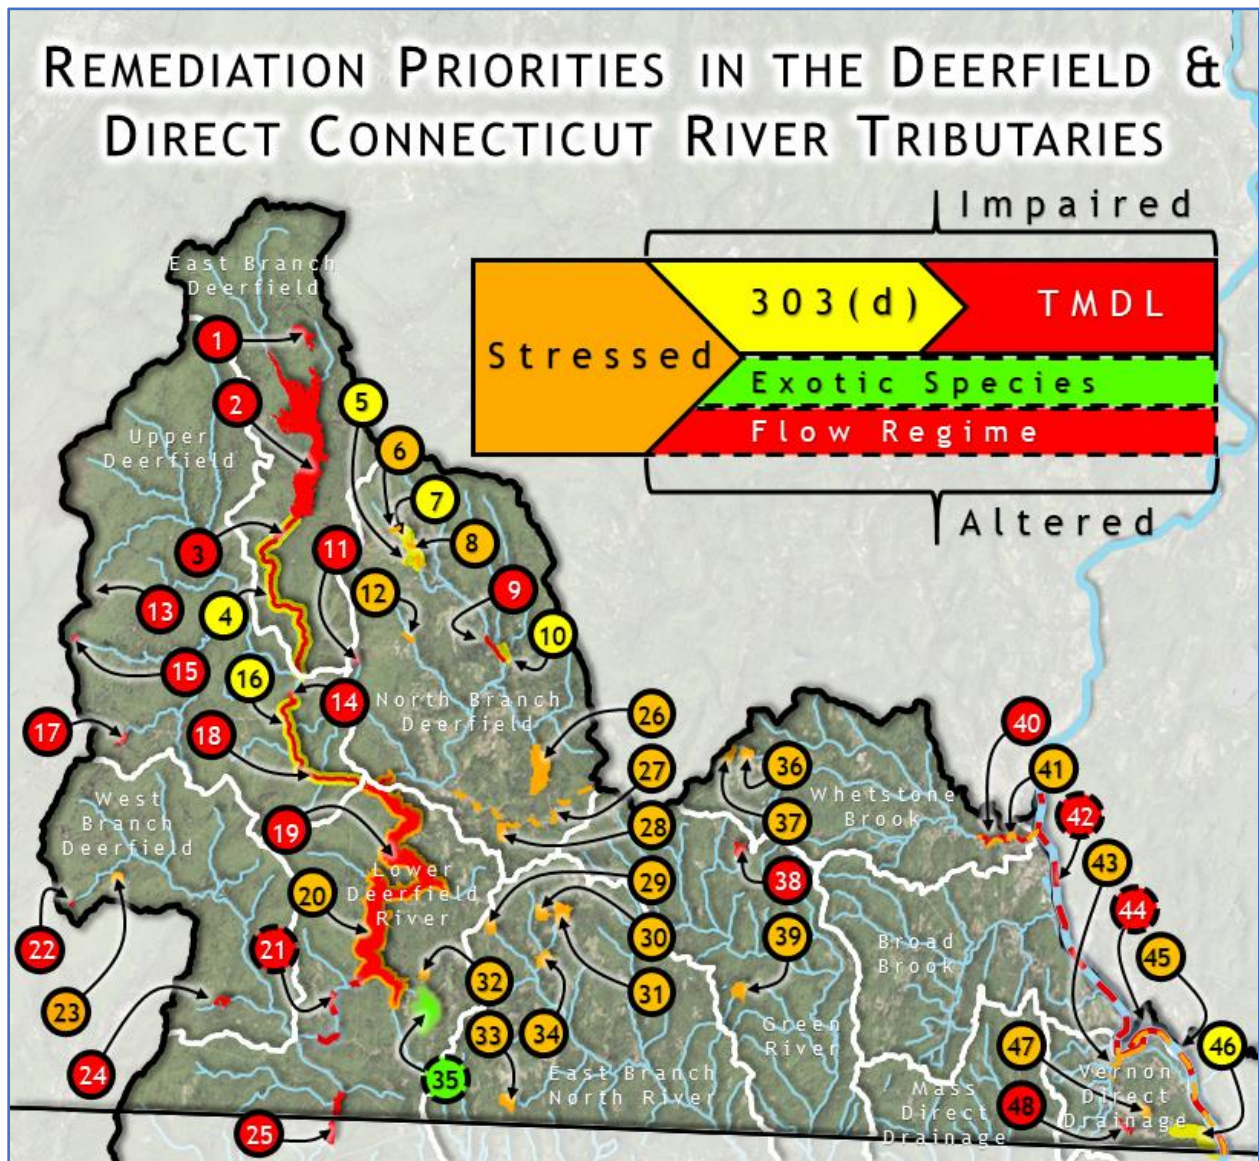 REMEDIATION PRIORITIES IN THE DEERFIELD &
DIRECT CONNECTICUT RIVER TRIBUTARIES
Impaired
303(d)
TMDL
Stressed
Exotic Species
Flow Regime
Altered
East Branch
Deerfield
1
2
5
Upper
Deerfield
6
7
3
11
8
12
9
13
4
10
15
16
14
North Branch
Deerfield
17
18
26
27
28
West
Branch
Deerfield
19
20
Lower
Deerfield
River
36
37
38
39
Whetstone
Brook
40
41
42
43
44
45
22
21
23
24
25
29
30
31
32
33
34
35
Broad
Brook
Green
River
East Branch
North River
Mass
Direct
Drainage
47
48
46
Vernon
Direct
Drainage